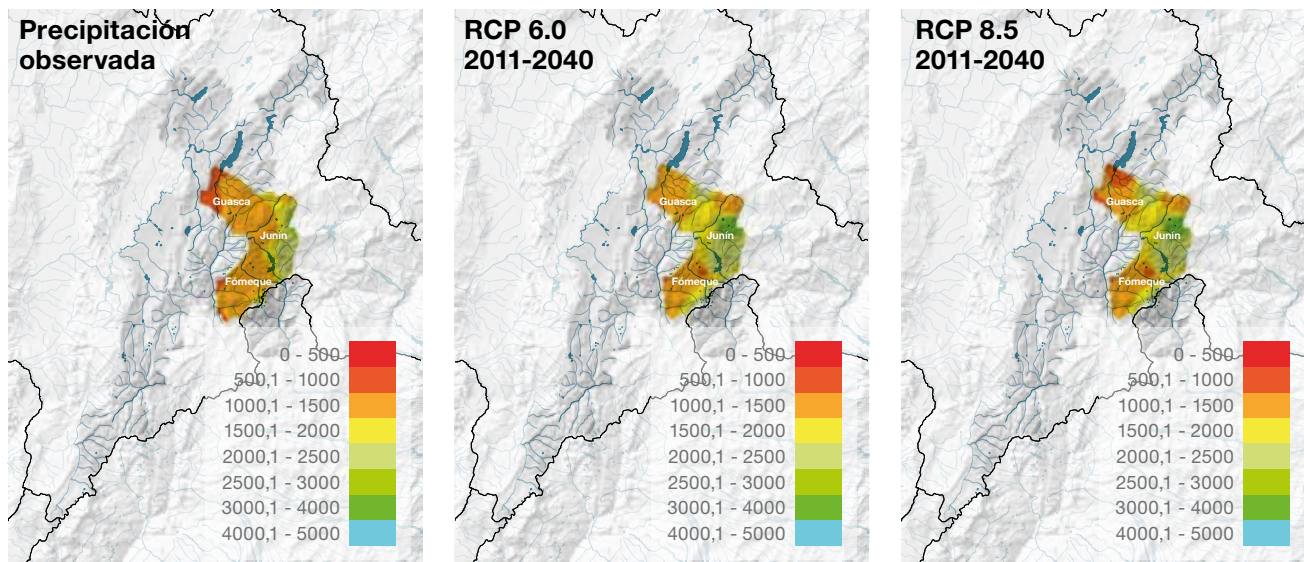 Precipitación
observada
Guasca
Junín
Fómeque
0 - 500
500,1 - 1000
1000,1 - 1500
1500,1 - 2000
2000,1 - 2500
2500,1 - 3000
3000,1 - 4000
4000,1 - 5000
RCP 6.0
2011-2040
Guasca
Junín
Fómeque
0 - 500
500,1 - 1000
1000,1 - 1500
1500,1 - 2000
2000,1 - 2500
2500,1 - 3000
3000,1 - 4000
4000,1 - 5000
RCP 8.5
2011-2040
Guasca
Junín
Fómeque
0 - 500
500,1 - 1000
1000,1 - 1500
1500,1 - 2000
2000,1 - 2500
2500,1 - 3000
3000,1 - 4000
4000,1 - 5000